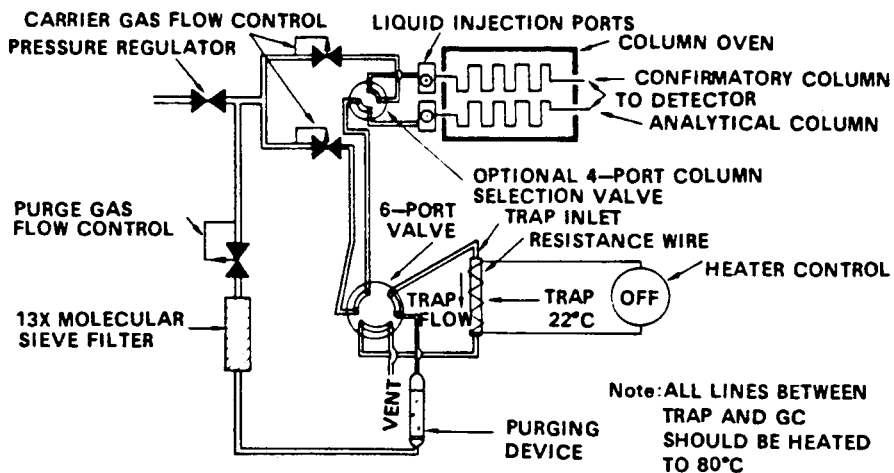 CARRIER GAS FLOW CONTROL
PRESSURE REGULATOR
LIQUID INJECTION PORTS
COLUMN OVEN
CONFIRMATORY COLUMN
TO DETECTOR
ANALYTICAL COLUMN
OPTIONAL 4-PORT COLUMN
SELECTION VALVE
PURGE GAS
FLOW CONTROL
6-PORT
VALVE
TRAP INLET
RESISTANCE WIRE
HEATER CONTROL
TRAP
FLOW
TRAP
22°C
OFF
13X MOLECULAR
SIEVE FILTER
VENT
PURGING
DEVICE
Note: ALL LINES BETWEEN
TRAP AND GC
SHOULD BE HEATED
TO 80°C